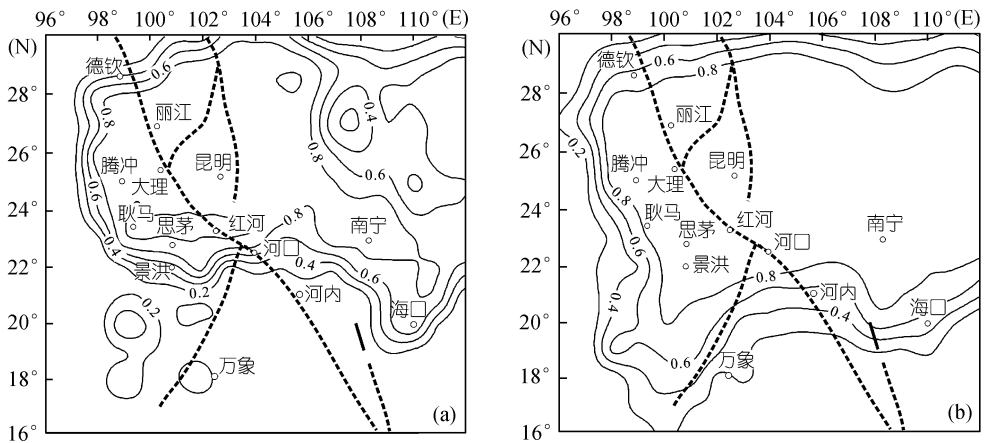 96° 98° 100° 102° 104° 106° 108° 110° (E)
(N)
28°
26°
24°
22°
20°
18°
16°
德钦
0.6
0.8
丽江
0.4
0.8
腾冲
大理
昆明
0.6
0.6
耿马
思茅
红河
0.8
南宁
河口
0.4
0.4
0.6
景洪
0.2
河内
0.2
海口
万象
(a)
96° 98° 100° 102° 104° 106° 108° 110° (E)
(N)
28°
26°
24°
22°
20°
18°
16°
德钦
0.6
0.8
丽江
0.2
腾冲
大理
昆明
0.8
耿马
思茅
红河
南宁
0.6
河口
景洪
0.8
0.4
河内
0.4
海口
0.6
万象
(b)